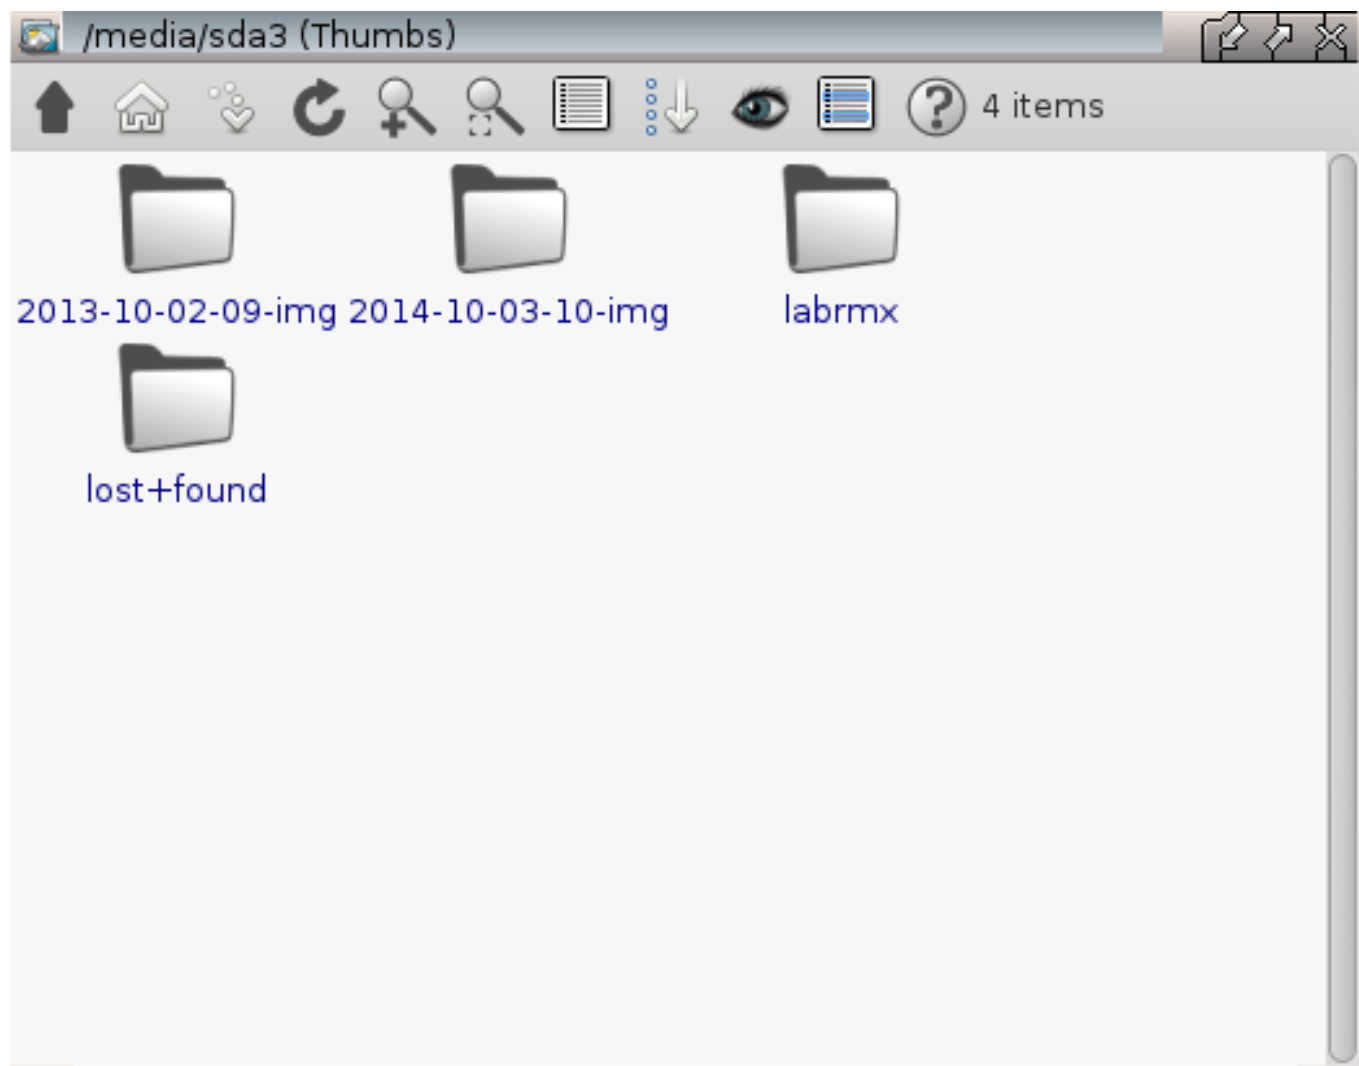 /media/sda3 (Thumbs)
4 items
2013-10-02-09-img 2014-10-03-10-img labrmx
lost+found